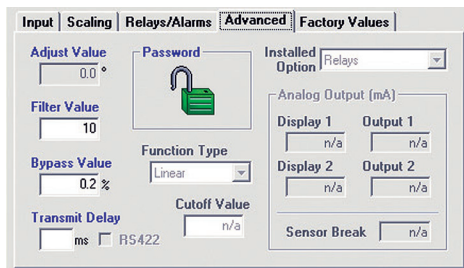 Input Scaling Relays/Alarms Advanced Factory Values
Adjust Value
0.0 °
Filter Value
10
Bypass Value
0.2 %
Transmit Delay
ms RS422
Password
Function Type
Linear
Cutoff Value
n/a
Installed Option Relays
Analog Output (mA)
Display 1 Output 1
n/a n/a
Display 2 Output 2
n/a n/a
Sensor Break n/a